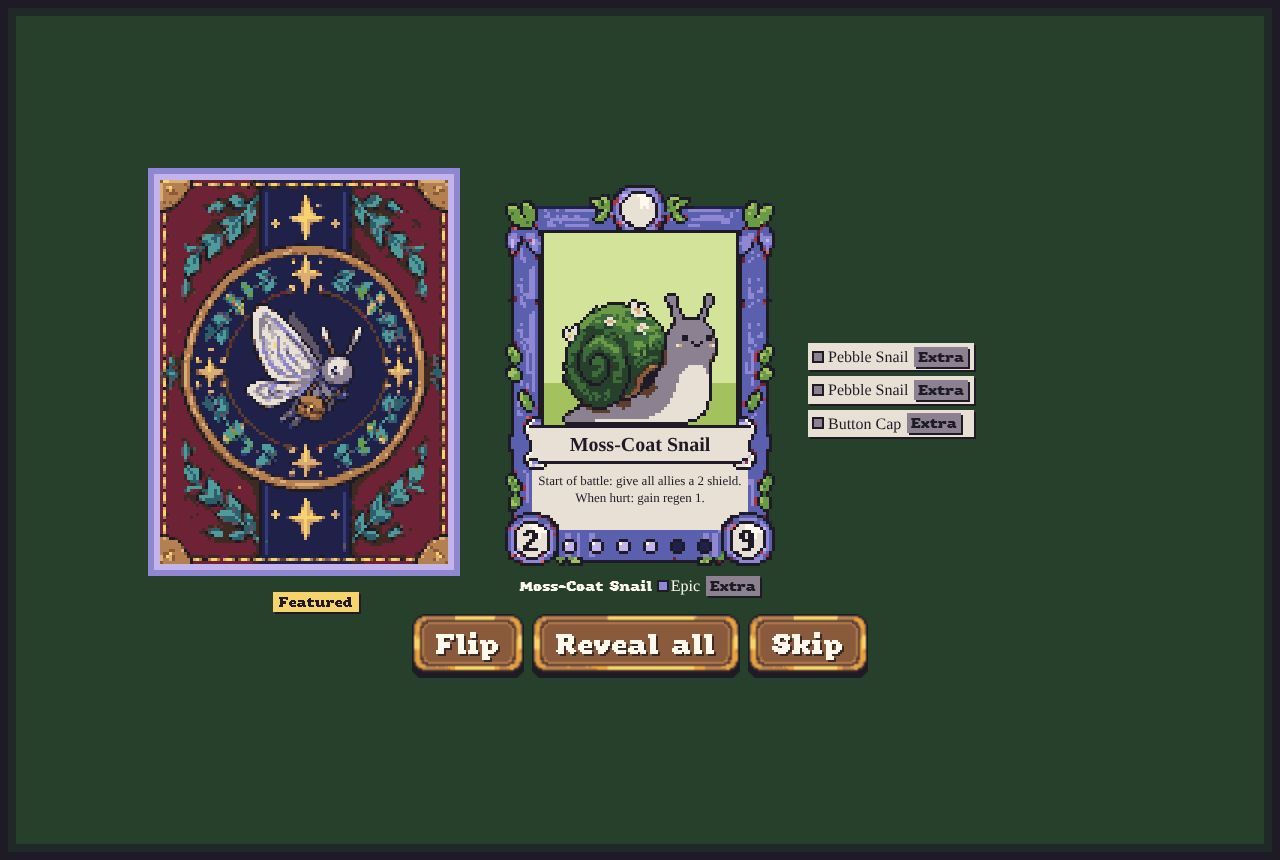 Featured
Moss-Coat Snail
Start of battle: give all allies a 2 shield.
When hurt: gain regen 1.
2
9
Moss-Coat Snail Epic Extra
Pebble Snail Extra
Pebble Snail Extra
Button Cap Extra
Flip
Reveal all
Skip